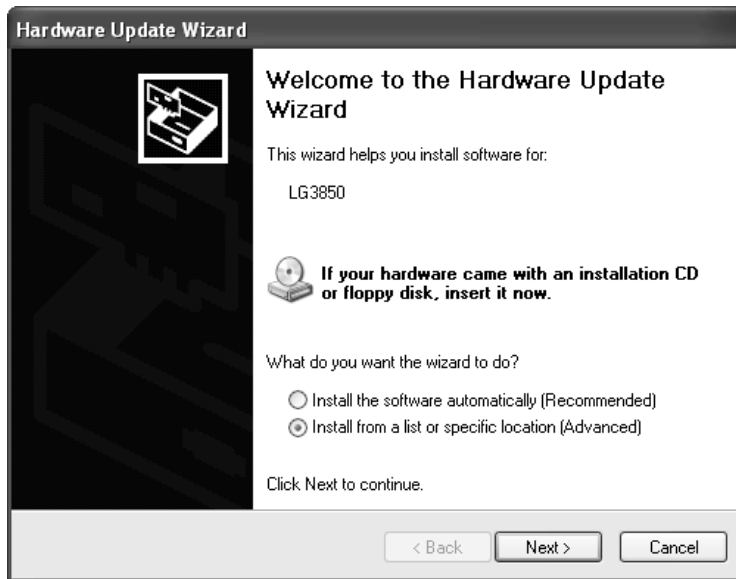 Hardware Update Wizard
Welcome to the Hardware Update
Wizard
This wizard helps you install software for:
LG3850
If your hardware came with an installation CD
or floppy disk, insert it now.
What do you want the wizard to do?
Install the software automatically (Recommended)
Install from a list or specific location (Advanced)
Click Next to continue.
< Back Next > Cancel